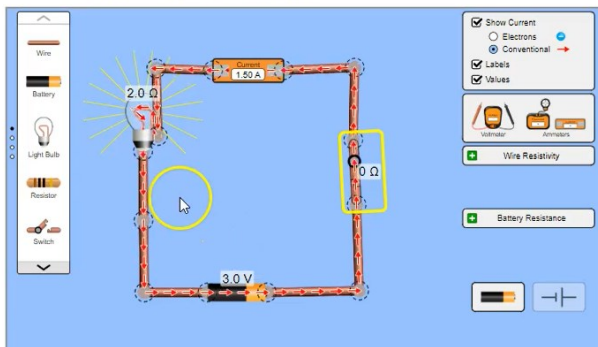 Wire
Battery
Light Bulb
Resistor
Switch
2.0 Ω
Current
1.50 A
0 Ω
3.0 V
Show Current
Electrons
Conventional
Labels
Values
Voltmeter
Ammeters
Wire Resistivity
Battery Resistance